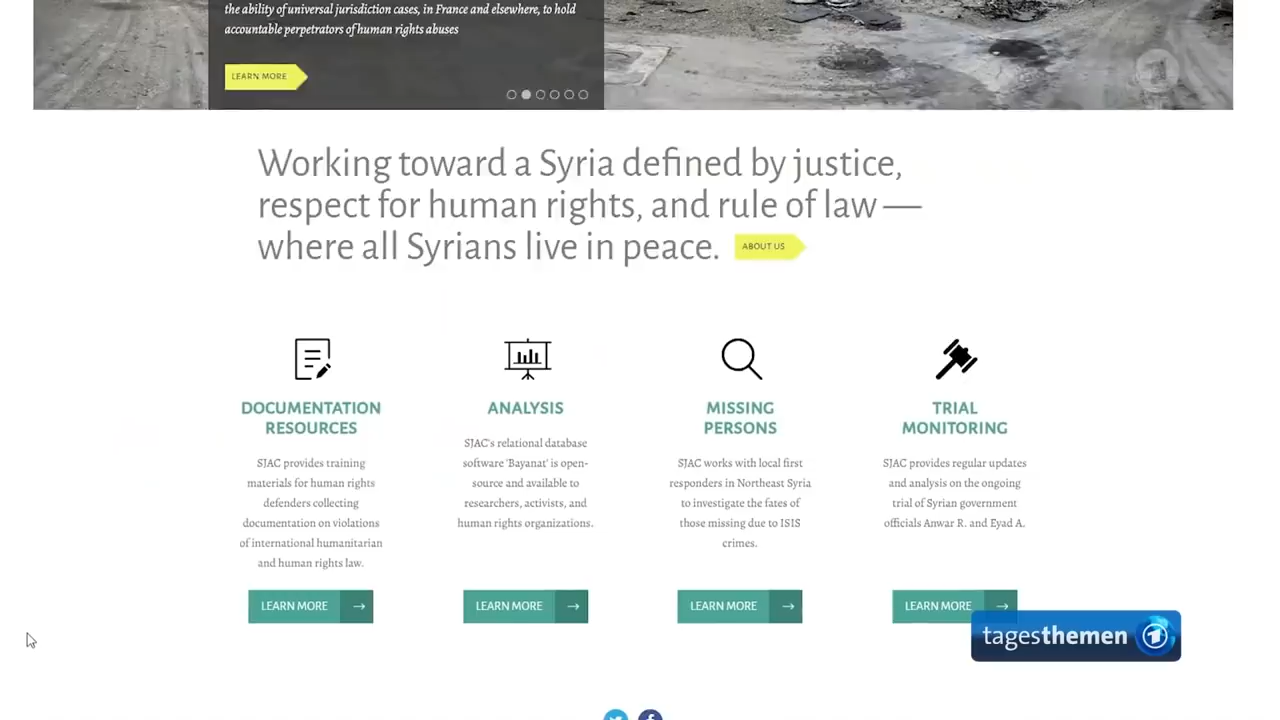 the ability of universal jurisdiction cases, in France and elsewhere, to hold
accountable perpetrators of human rights abuses
LEARN MORE
Working toward a Syria defined by justice,
respect for human rights, and rule of law —
where all Syrians live in peace.
ABOUT US
DOCUMENTATION
RESOURCES
SJAC provides training
materials for human rights
defenders collecting
documentation on violations
of international humanitarian
and human rights law.
LEARN MORE
ANALYSIS
SJAC's relational database
software 'Bayanat' is open-
source and available to
researchers, activists, and
human rights organizations.
LEARN MORE
MISSING
PERSONS
SJAC works with local first
responders in Northeast Syria
to investigate the fates of
those missing due to ISIS
crimes.
LEARN MORE
TRIAL
MONITORING
SJAC provides regular updates
and analysis on the ongoing
trial of Syrian government
officials Anwar R. and Eyad A.
LEARN MORE
tagesthemen